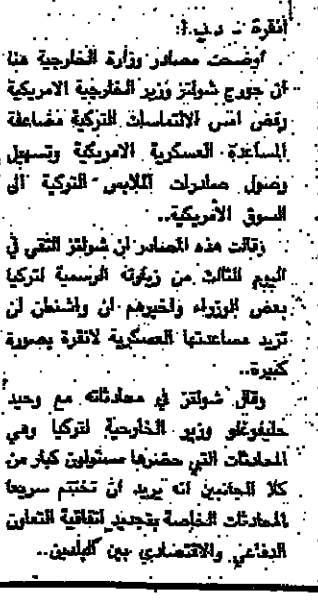 أنقرة - د.ب.أ:
أوضحت مصادر وزارة الخارجية هنا
ان جورج شولتز وزير الخارجية الامريكية
رفض امس الالتماسات التركية مضاعفة
المساعدة العسكرية الامريكية وتسهيل
وصول صادرات الملابس التركية الى
السوق الأمريكية..
وقالت هذه المصادر ان شولتز التقى في
اليوم الثالث من زيارته الرسمية لتركيا
بعض الوزراء واخبرهم ان واشنطن لن
تزيد مساعدتها العسكرية لانقرة بصورة
كبيرة..
وقال شولتز في محادثاته مع وحيد
خليفوغلو وزير الخارجية لتركيا وهي
المحادثات التي حضرها مسئولون كبار من
كلا الجانبين انه يريد أن تختتم سريعا
المحادثات الخاصة بتجديد اتفاقية التعاون
الدفاعي والاقتصادي بين البلدين..